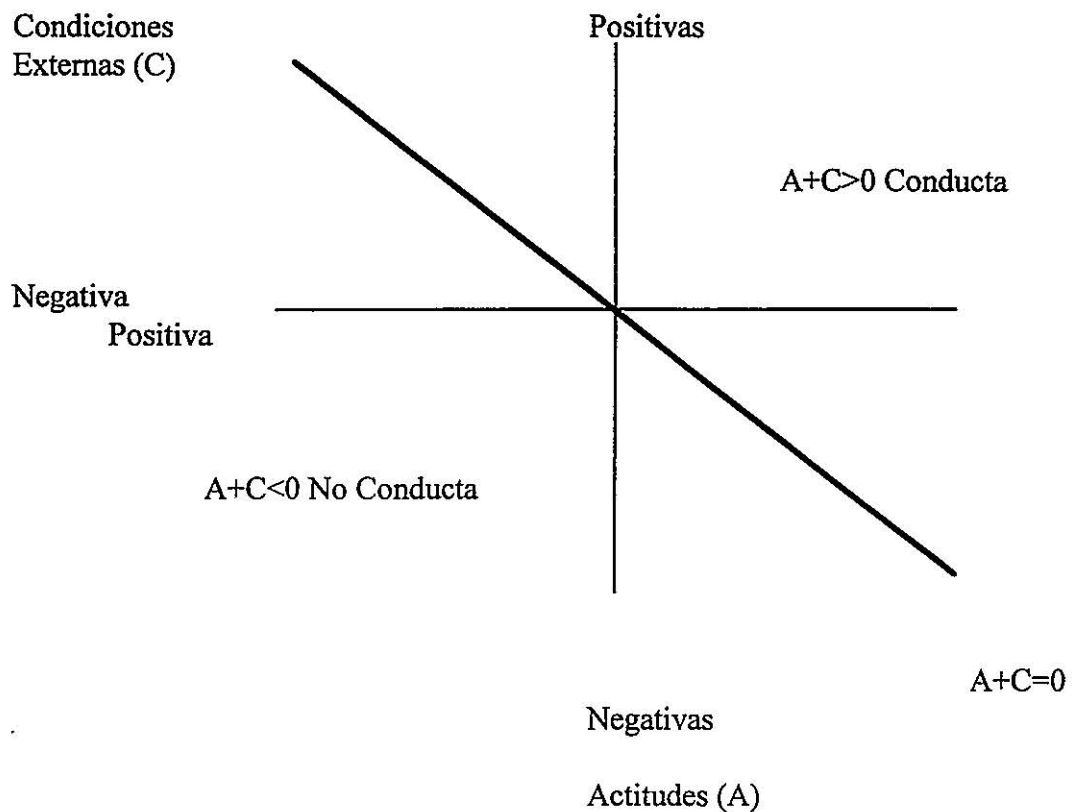 Condiciones
Externas (C)
Positivas
A+C>0 Conducta
Negativa
Positiva
A+C<0 No Conducta
A+C=0
Negativas
Actitudes (A)